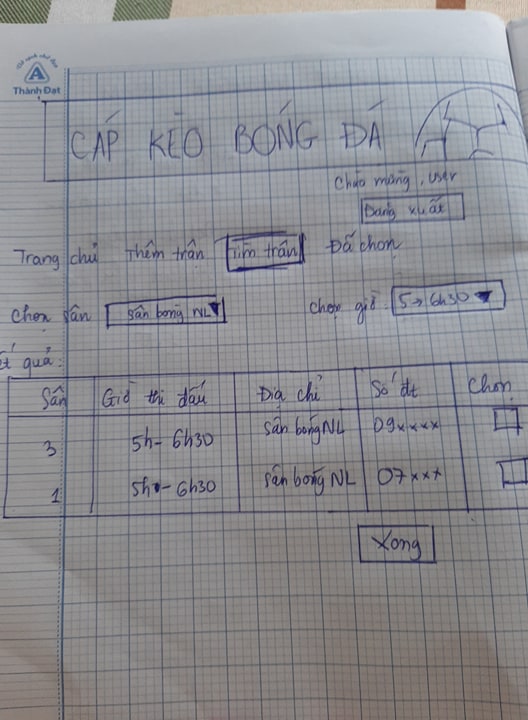 Thành Đạt
CÁP KÈO BÓNG ĐÁ
Chào mừng, user
Đăng xuất
Trang chủ Thêm trận Tìm trận Đã chọn
Chọn sân Sân bóng NL Chọn giờ 5 → 6h30
ết quả:
Sân Giờ thi đấu Địa chỉ Số đt Chọn
3 5h - 6h30 Sân bóng NL 09xxxx
1 5h - 6h30 Sân bóng NL 07xxx
Xong